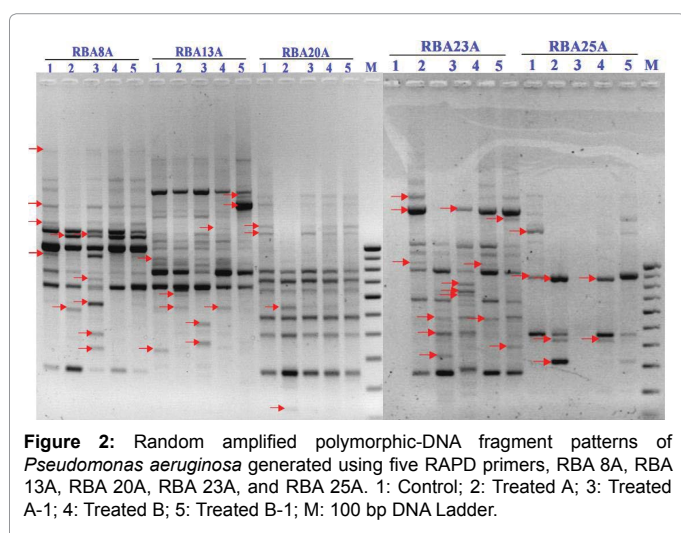 RBA8A RBA13A RBA20A RBA23A RBA25A
1 2 3 4 5 1 2 3 4 5 1 2 3 4 5 M 1 2 3 4 5 1 2 3 4 5 M
Figure 2: Random amplified polymorphic-DNA fragment patterns of
Pseudomonas aeruginosa generated using five RAPD primers, RBA 8A, RBA
13A, RBA 20A, RBA 23A, and RBA 25A. 1: Control; 2: Treated A; 3: Treated
A-1; 4: Treated B; 5: Treated B-1; M: 100 bp DNA Ladder.